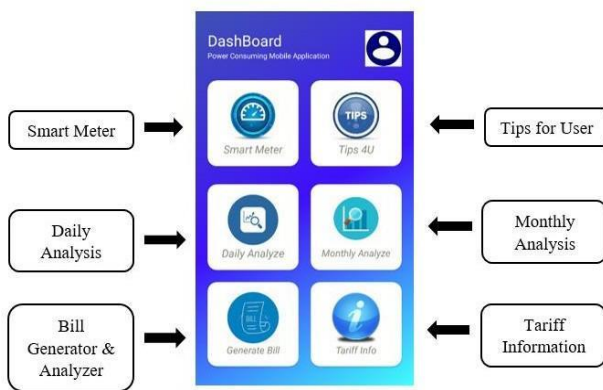 DashBoard
Power Consuming Mobile Application
Smart Meter
TIPS
Smart Meter
Tips 4U
Tips for User
Daily
Analysis
Daily Analyze
Monthly Analyze
Monthly
Analysis
Bill
Generator &
Analyzer
BILL
Generate Bill
Tariff Info
Tariff
Information